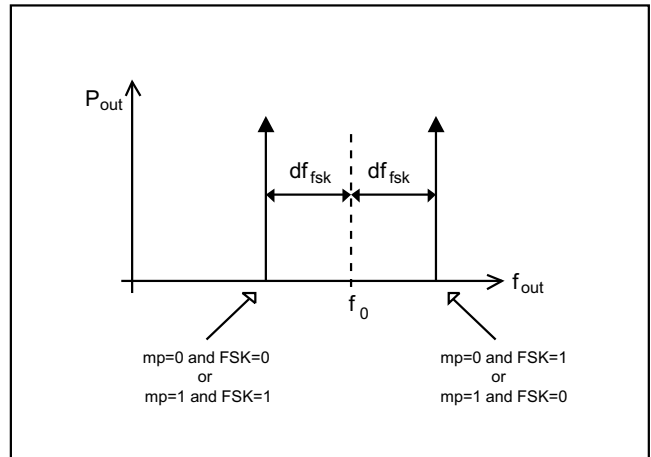 P_out
df_fsk df_fsk
f_out
f_0
mp=0 and FSK=0
or
mp=1 and FSK=1
mp=0 and FSK=1
or
mp=1 and FSK=0